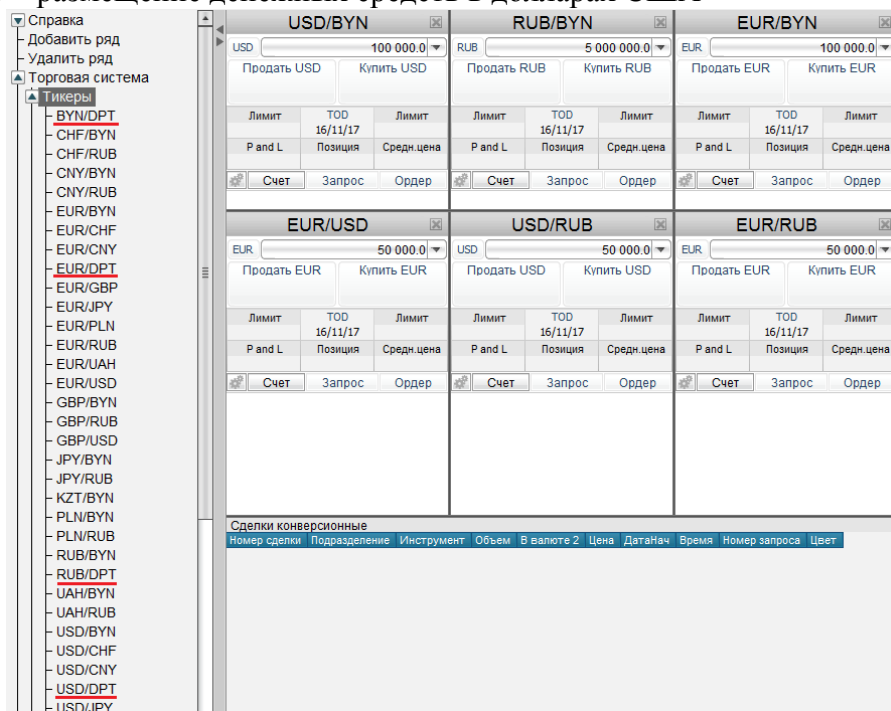 размещение денежных средств в долларах США
Справка
Добавить ряд
Удалить ряд
Торговая система
Тикеры
BYN/DPT
CHF/BYN
CHF/RUB
CNY/BYN
CNY/RUB
EUR/BYN
EUR/CHF
EUR/CNY
EUR/DPT
EUR/GBP
EUR/JPY
EUR/PLN
EUR/RUB
EUR/UAH
EUR/USD
GBP/BYN
GBP/RUB
GBP/USD
JPY/BYN
JPY/RUB
KZT/BYN
PLN/BYN
PLN/RUB
RUB/BYN
RUB/DPT
UAH/BYN
UAH/RUB
USD/BYN
USD/CHF
USD/CNY
USD/DPT
USD/JPY
USD/BYN
USD 100 000.0
Продать USD Купить USD
Лимит TOD Лимит
16/11/17
P and L Позиция Средн.цена
Счет Запрос Ордер
RUB/BYN
RUB 5 000 000.0
Продать RUB Купить RUB
Лимит TOD Лимит
16/11/17
P and L Позиция Средн.цена
Счет Запрос Ордер
EUR/BYN
EUR 100 000.0
Продать EUR Купить EUR
Лимит TOD Лимит
16/11/17
P and L Позиция Средн.цена
Счет Запрос Ордер
EUR/USD
EUR 50 000.0
Продать EUR Купить EUR
Лимит TOD Лимит
16/11/17
P and L Позиция Средн.цена
Счет Запрос Ордер
USD/RUB
USD 50 000.0
Продать USD Купить USD
Лимит TOD Лимит
16/11/17
P and L Позиция Средн.цена
Счет Запрос Ордер
EUR/RUB
EUR 50 000.0
Продать EUR Купить EUR
Лимит TOD Лимит
16/11/17
P and L Позиция Средн.цена
Счет Запрос Ордер
Сделки конверсионные
Номер сделки Подразделение Инструмент Объем В валюте 2 Цена ДатаНач Время Номер запроса Цвет